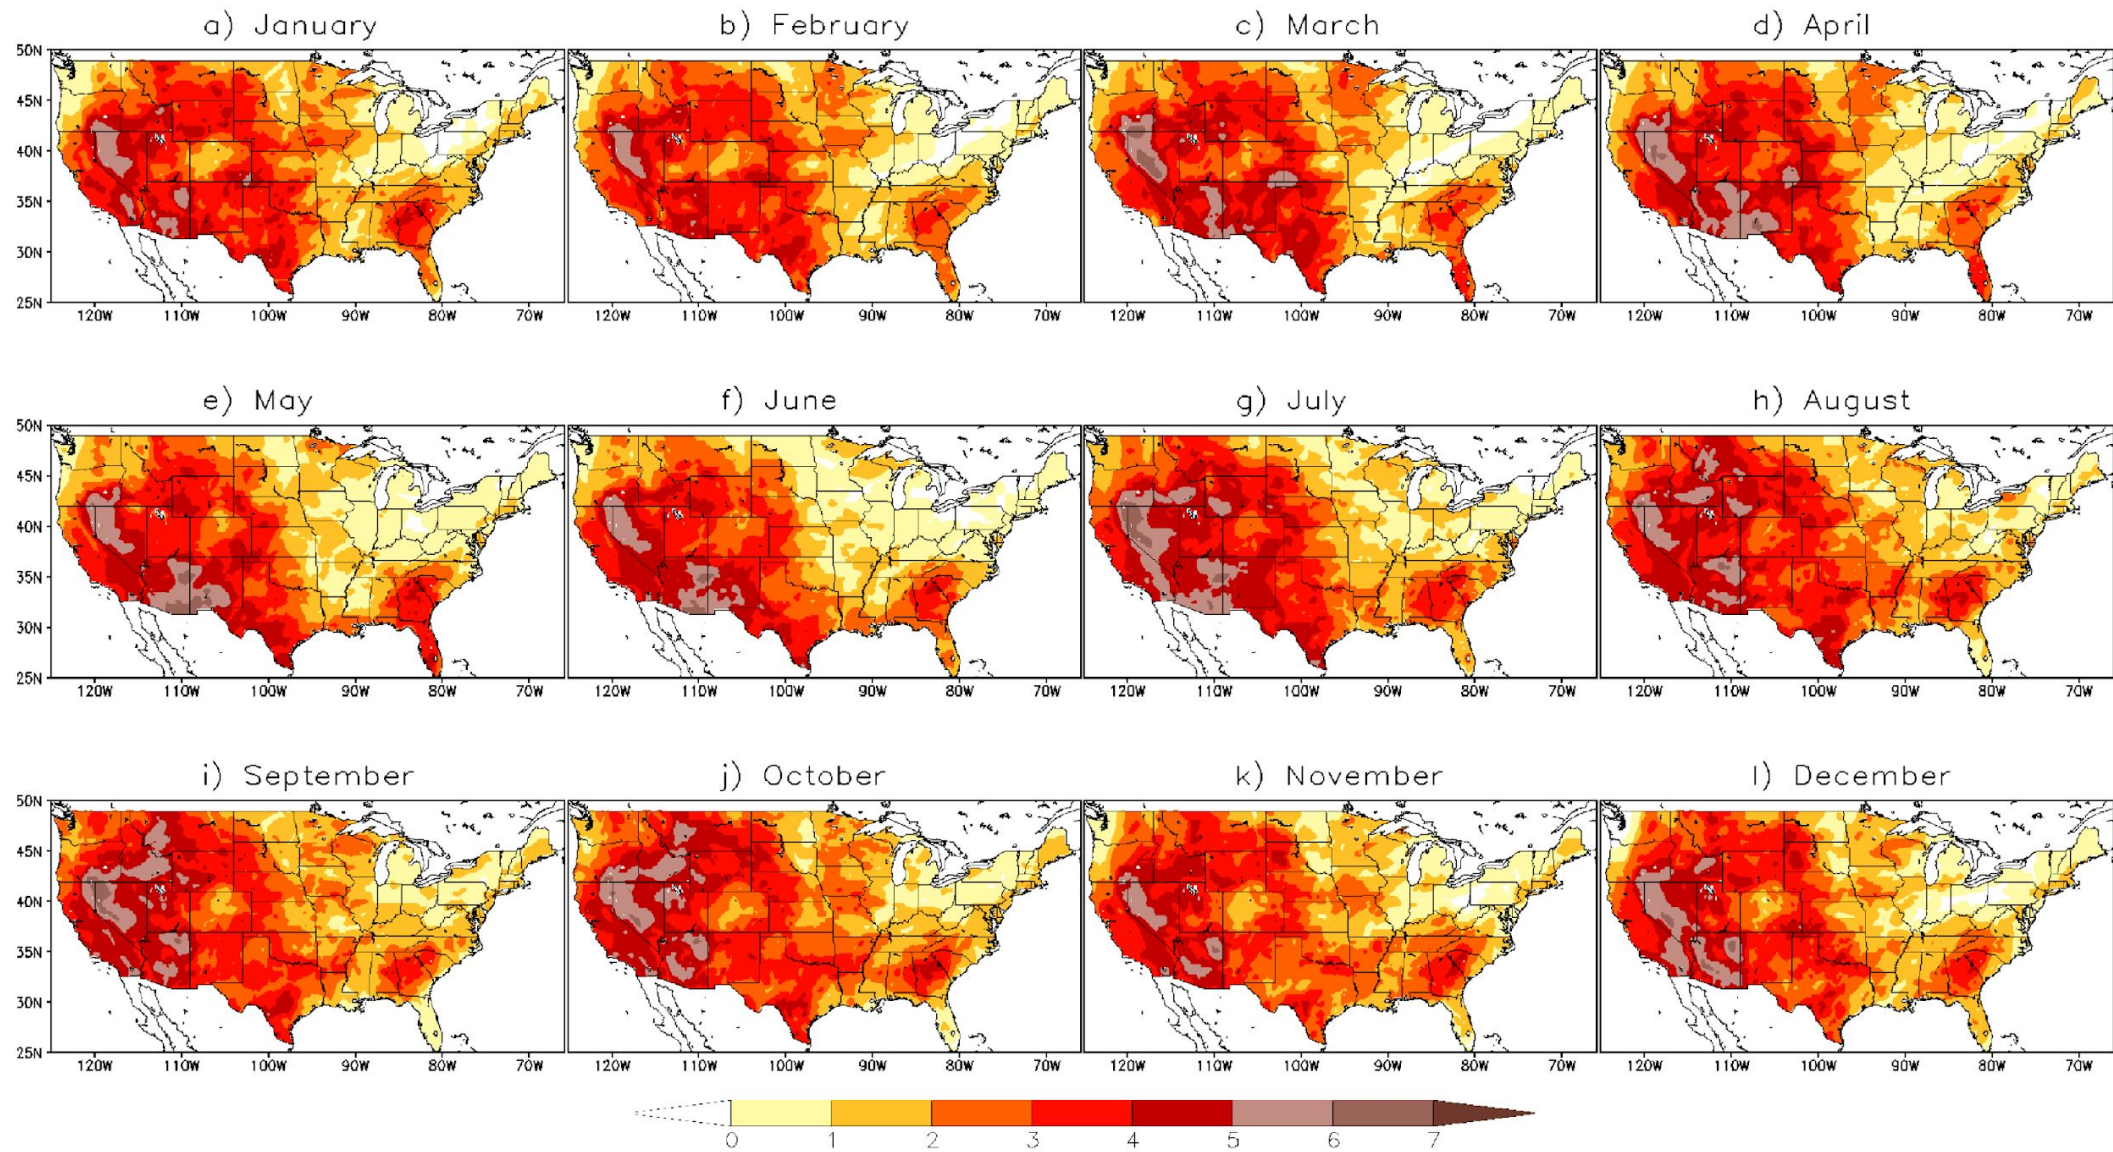 a) January b) February c) March d) April
50N
45N
40N
35N
30N
25N
120W 110W 100W 90W 80W 70W 120W 110W 100W 90W 80W 70W 120W 110W 100W 90W 80W 70W 120W 110W 100W 90W 80W 70W
e) May f) June g) July h) August
50N
45N
40N
35N
30N
25N
120W 110W 100W 90W 80W 70W 120W 110W 100W 90W 80W 70W 120W 110W 100W 90W 80W 70W 120W 110W 100W 90W 80W 70W
i) September j) October k) November l) December
50N
45N
40N
35N
30N
25N
120W 110W 100W 90W 80W 70W 120W 110W 100W 90W 80W 70W 120W 110W 100W 90W 80W 70W 120W 110W 100W 90W 80W 70W
0 1 2 3 4 5 6 7